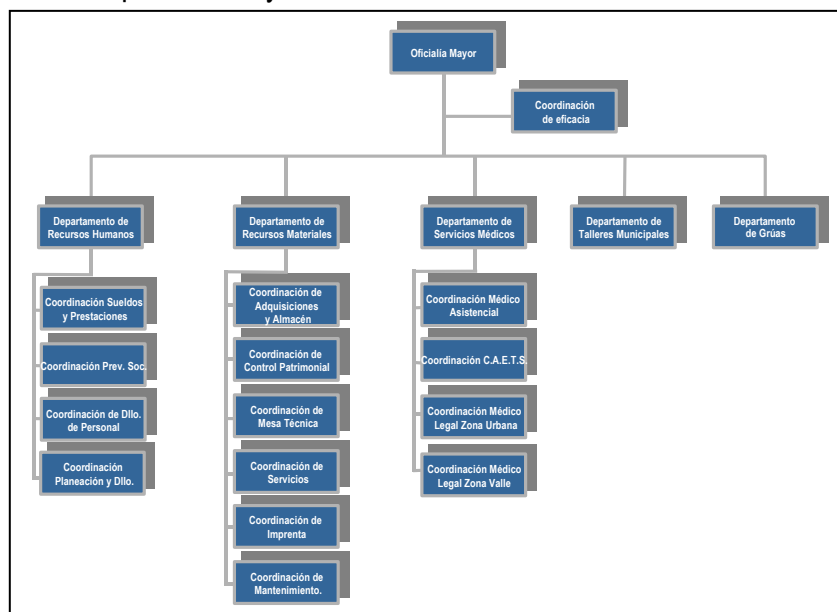 Oficialía Mayor
Coordinación
de eficacia
Departamento de
Recursos Humanos
Departamento de
Recursos Materiales
Departamento de
Servicios Médicos
Departamento de
Talleres Municipales
Departamento
de Grúas
Coordinación Sueldos
y Prestaciones
Coordinación Prev. Soc.
Coordinación de Dllo.
de Personal
Coordinación
Planeación y Dllo.
Coordinación de
Adquisiciones
y Almacén
Coordinación de
Control Patrimonial
Coordinación de
Mesa Técnica
Coordinación de
Servicios
Coordinación de
Imprenta
Coordinación de
Mantenimiento.
Coordinación Médico
Asistencial
Coordinación C.A.E.T.S.
Coordinación Médico
Legal Zona Urbana
Coordinación Médico
Legal Zona Valle